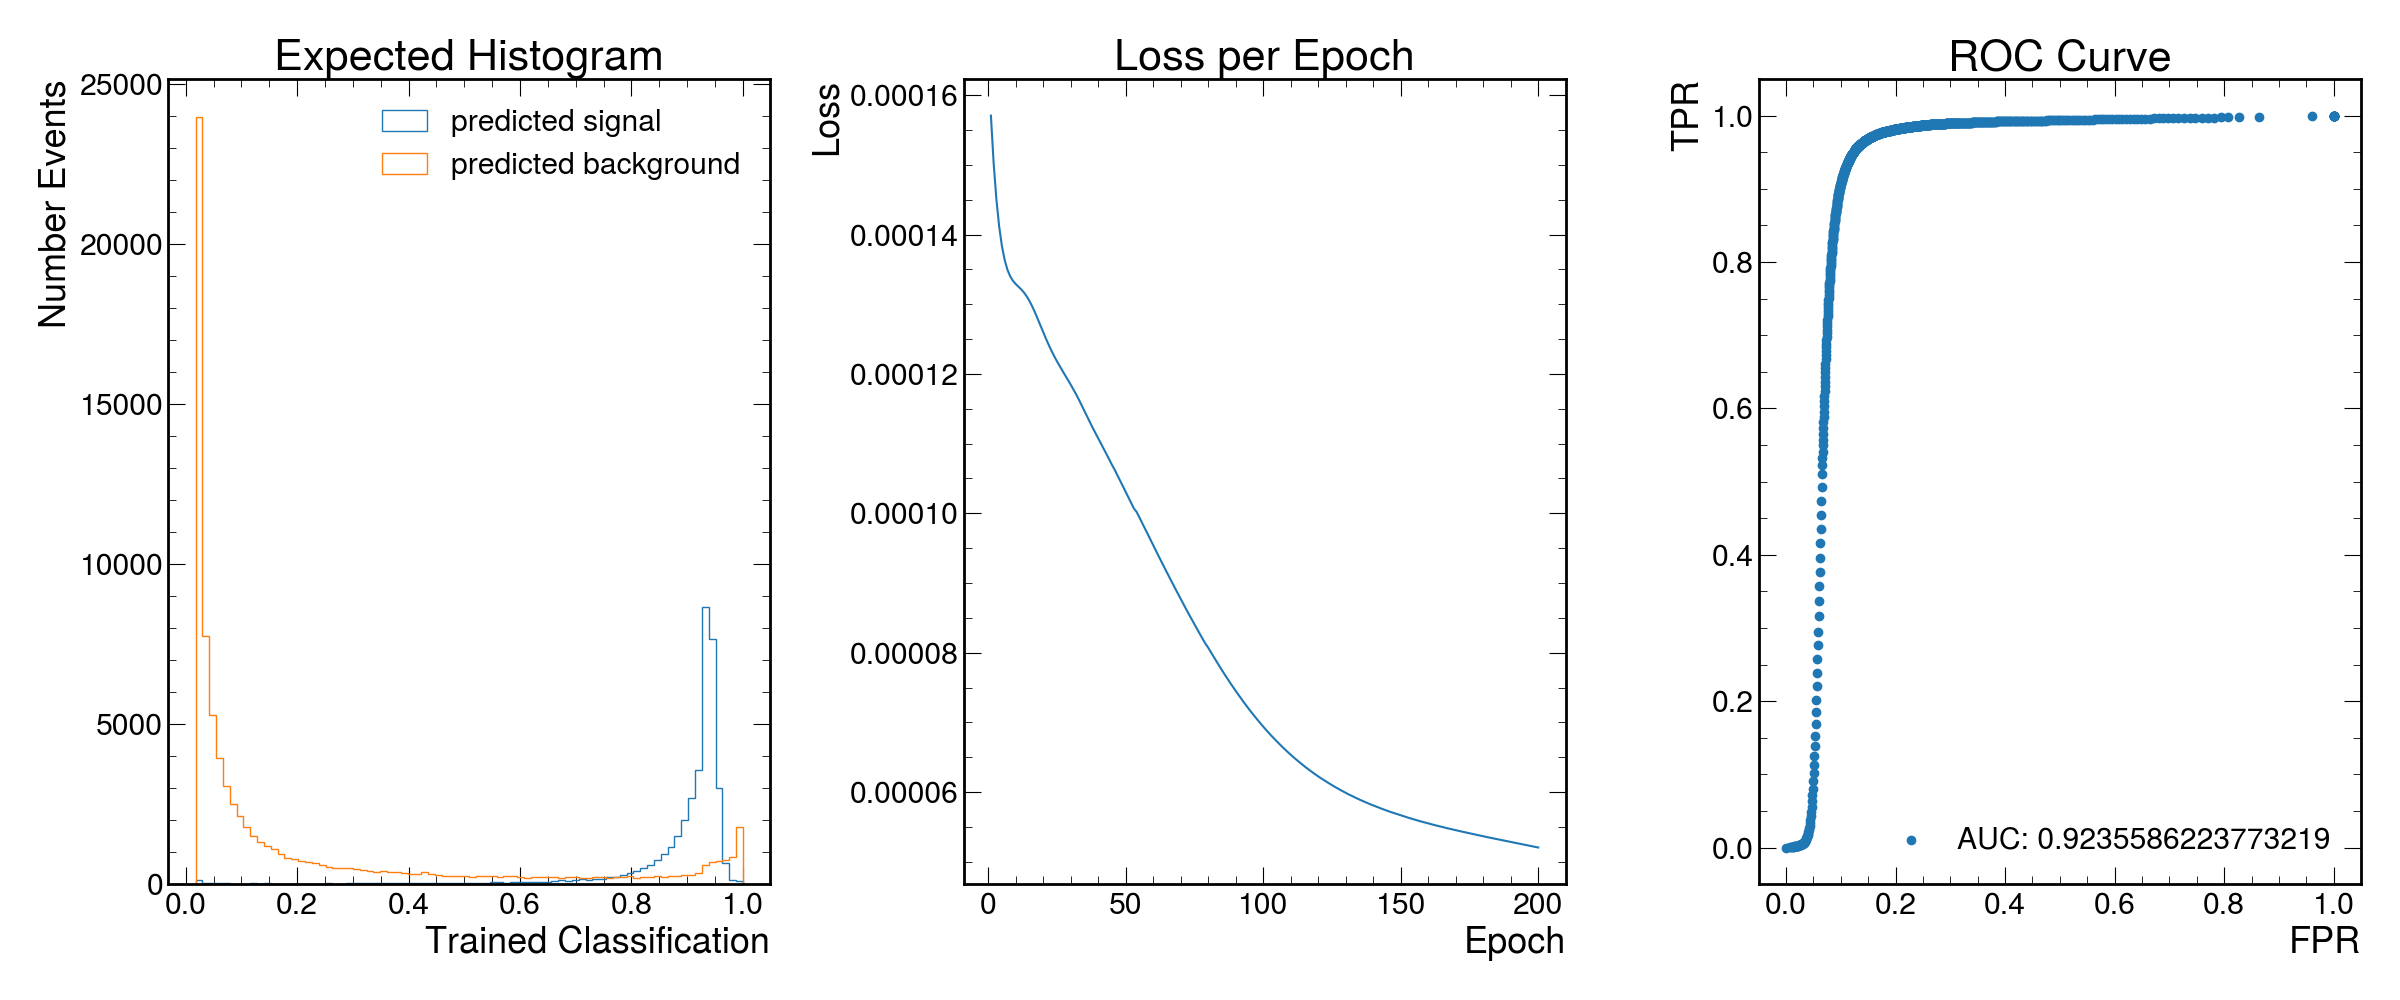 Expected Histogram
Number Events
25000
20000
15000
10000
5000
0
predicted signal
predicted background
0.0 0.2 0.4 0.6 0.8 1.0
Trained Classification
Loss per Epoch
Loss
0.00016
0.00014
0.00012
0.00010
0.00008
0.00006
0 50 100 150 200
Epoch
ROC Curve
TPR
1.0
0.8
0.6
0.4
0.2
0.0
AUC: 0.9235586223773219
0.0 0.2 0.4 0.6 0.8 1.0
FPR